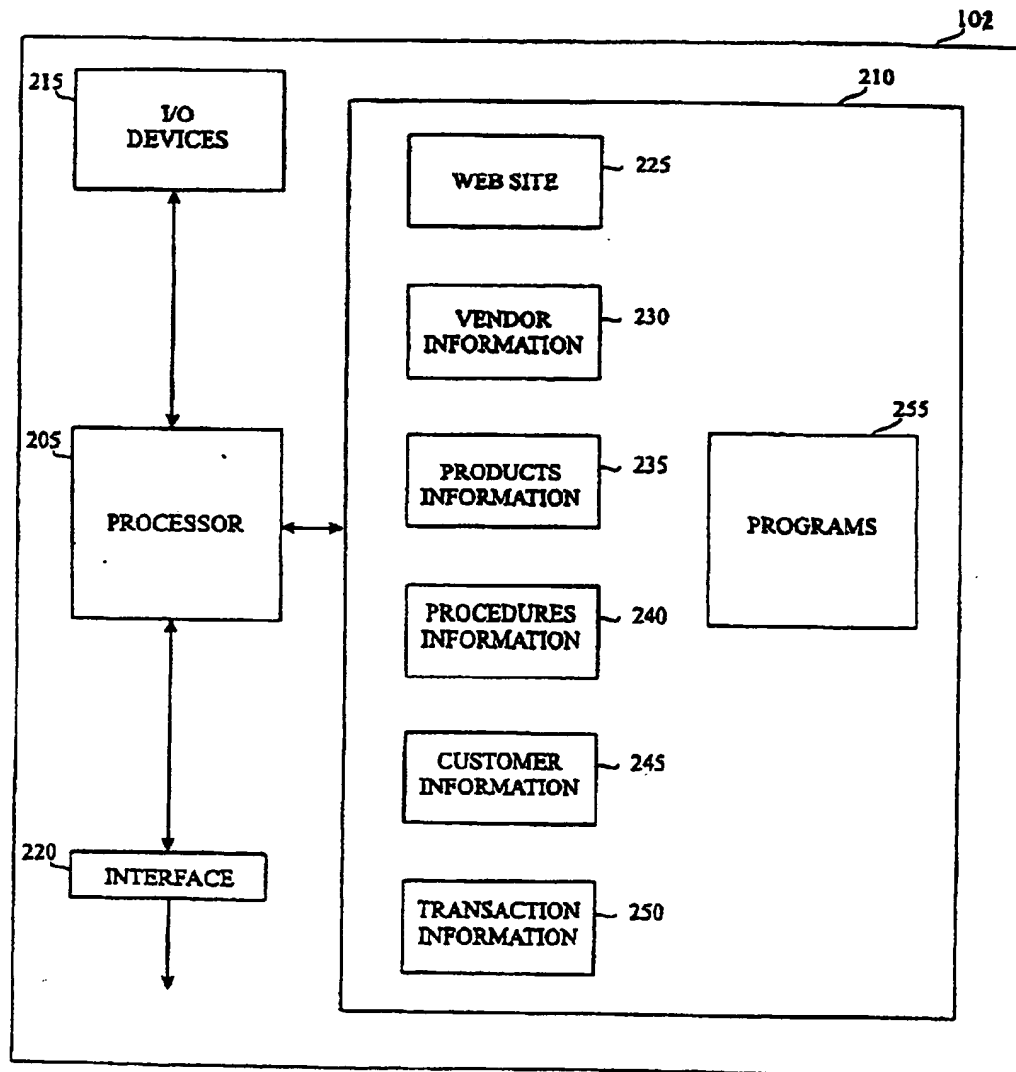 102
215
I/O
DEVICES
210
WEB SITE
225
VENDOR
INFORMATION
230
205
PROCESSOR
PRODUCTS
INFORMATION
235
255
PROGRAMS
PROCEDURES
INFORMATION
240
CUSTOMER
INFORMATION
245
220
INTERFACE
TRANSACTION
INFORMATION
250